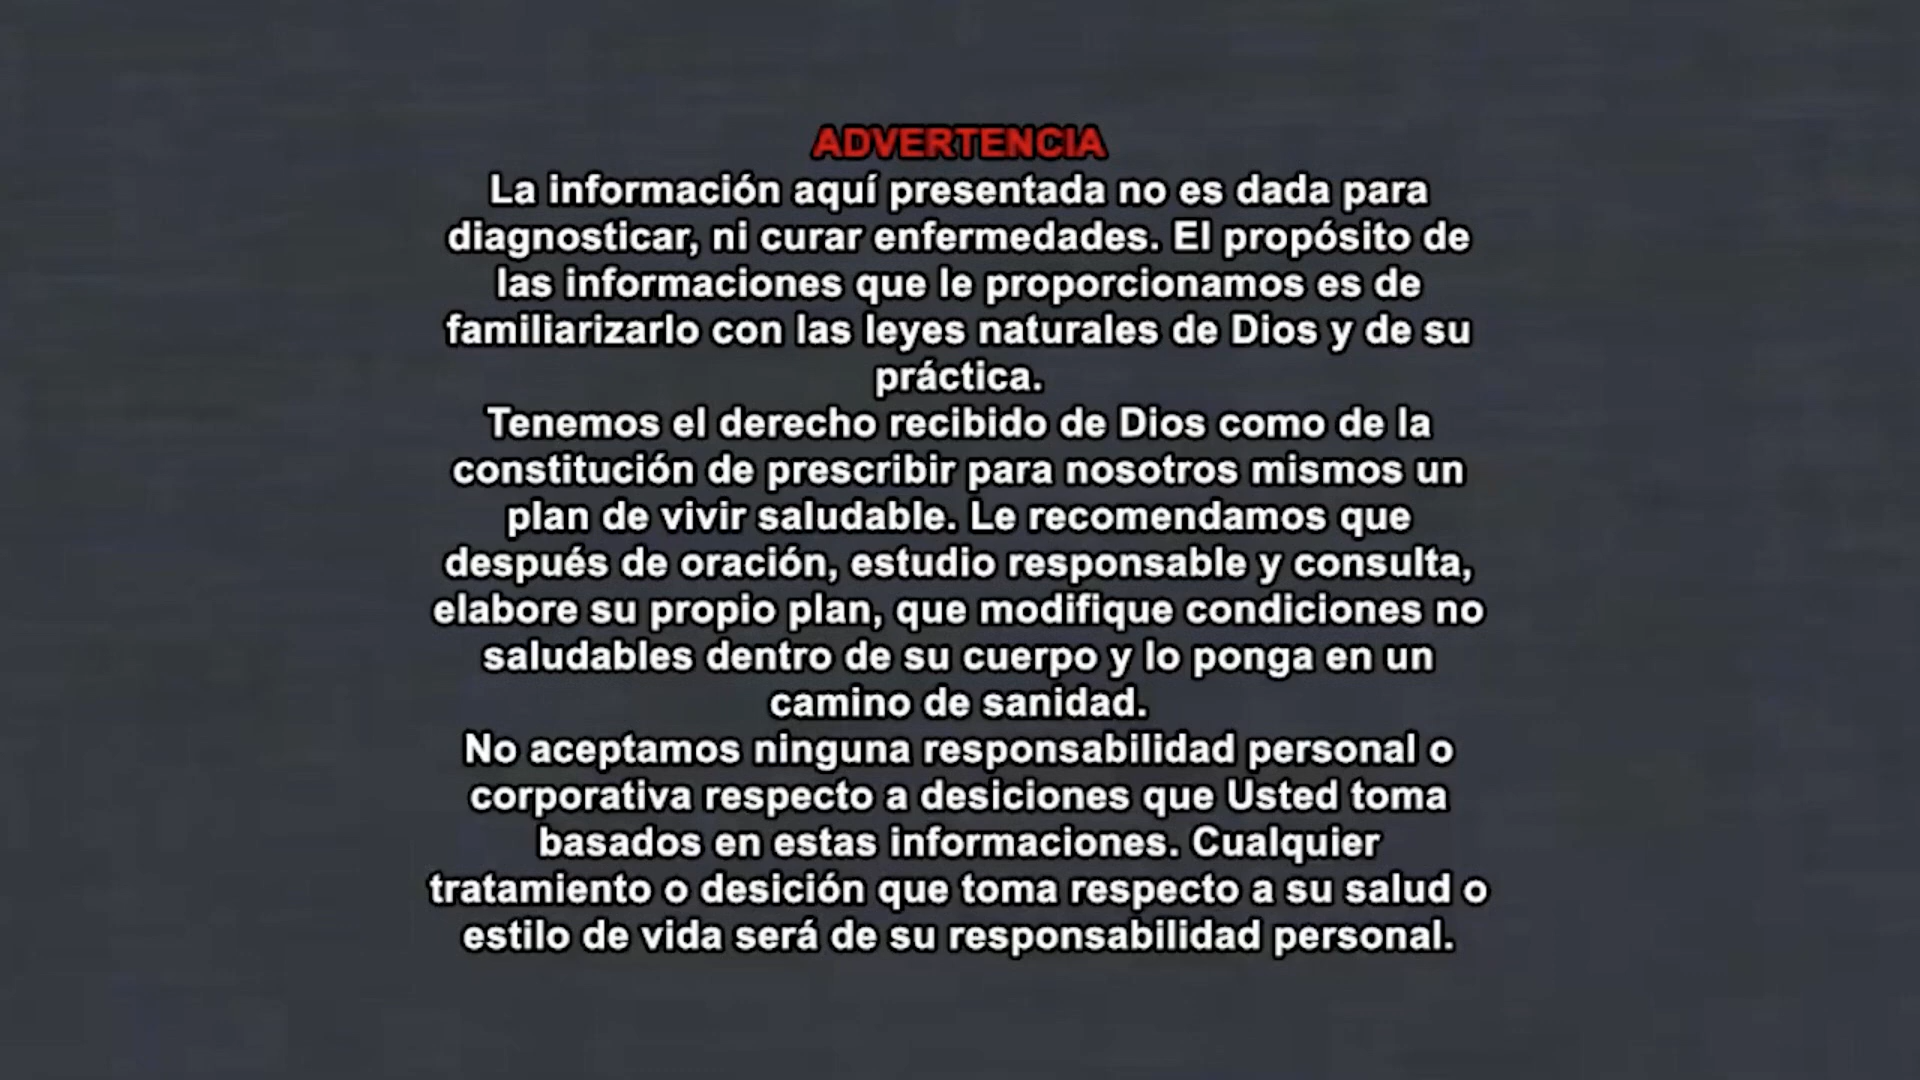 ADVERTENCIA
La información aquí presentada no es dada para
diagnosticar, ni curar enfermedades. El propósito de
las informaciones que le proporcionamos es de
familiarizarlo con las leyes naturales de Dios y de su
práctica.
Tenemos el derecho recibido de Dios como de la
constitución de prescribir para nosotros mismos un
plan de vivir saludable. Le recomendamos que
después de oración, estudio responsable y consulta,
elabore su propio plan, que modifique condiciones no
saludables dentro de su cuerpo y lo ponga en un
camino de sanidad.
No aceptamos ninguna responsabilidad personal o
corporativa respecto a desiciones que Usted toma
basados en estas informaciones. Cualquier
tratamiento o desición que toma respecto a su salud o
estilo de vida será de su responsabilidad personal.